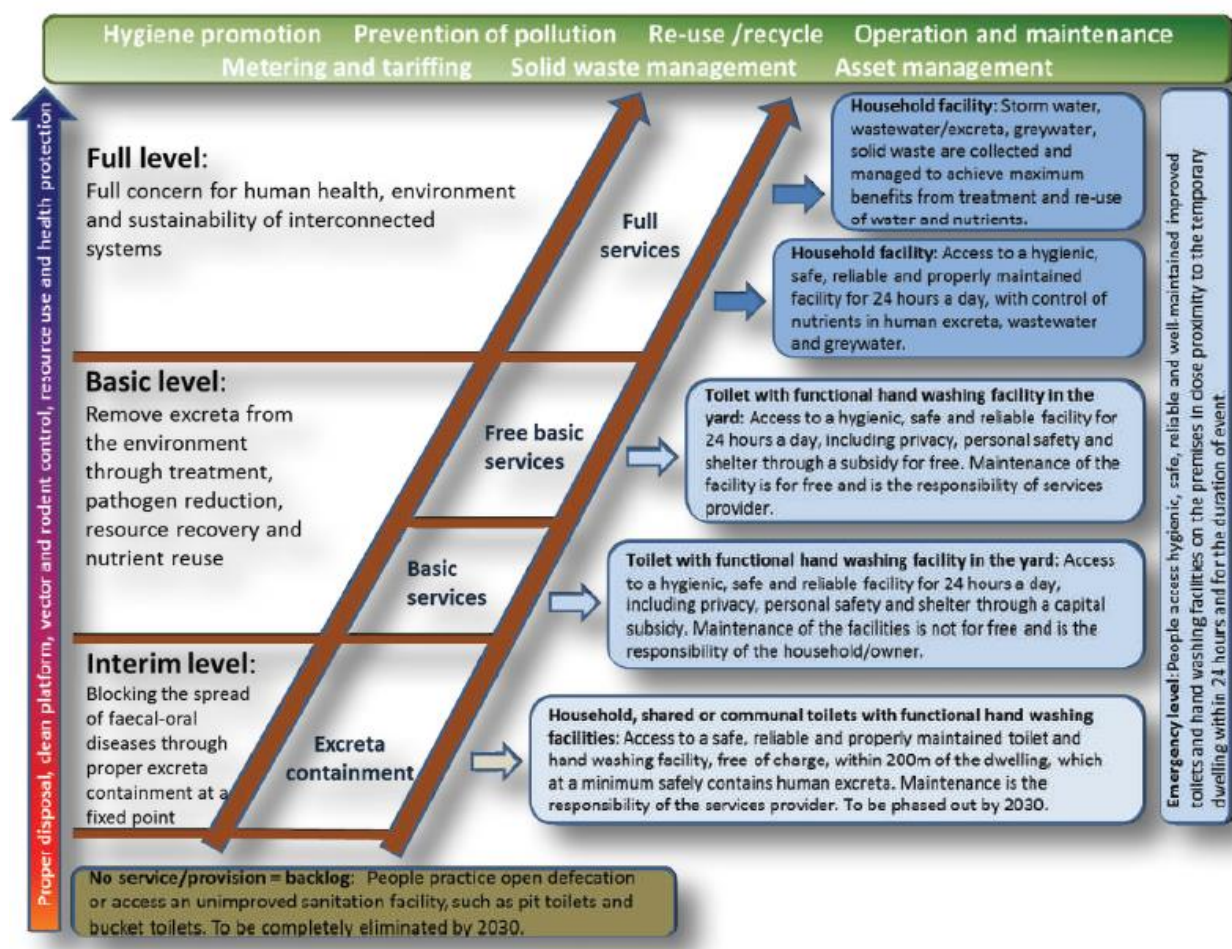 Hygiene promotion Prevention of pollution Re-use /recycle Operation and maintenance
Metering and tariffing Solid waste management Asset management
Proper disposal, clean platform, vector and rodent control, resource use and health protection
Full level:
Full concern for human health, environment
and sustainability of interconnected
systems
Full
services
Household facility: Storm water,
wastewater/excreta, greywater,
solid waste are collected and
managed to achieve maximum
benefits from treatment and re-use
of water and nutrients.
Household facility: Access to a hygienic,
safe, reliable and properly maintained
facility for 24 hours a day, with control of
nutrients in human excreta, wastewater
and greywater.
Basic level:
Remove excreta from
the environment
through treatment,
pathogen reduction,
resource recovery and
nutrient reuse
Free basic
services
Toilet with functional hand washing facility in the
yard: Access to a hygienic, safe and reliable facility for
24 hours a day, including privacy, personal safety and
shelter through a subsidy for free. Maintenance of the
facility is for free and is the responsibility of services
provider.
Basic
services
Toilet with functional hand washing facility in the yard: Access
to a hygienic, safe and reliable facility for 24 hours a day,
including privacy, personal safety and shelter through a capital
subsidy. Maintenance of the facilities is not for free and is the
responsibility of the household/owner.
Interim level:
Blocking the spread
of faecal-oral
diseases through
proper excreta
containment at a
fixed point
Excreta
containment
Household, shared or communal toilets with functional hand washing
facilities: Access to a safe, reliable and properly maintained toilet and
hand washing facility, free of charge, within 200m of the dwelling, which
at a minimum safely contains human excreta. Maintenance is the
responsibility of the services provider. To be phased out by 2030.
No service/provision = backlog: People practice open defecation
or access an unimproved sanitation facility, such as pit toilets and
bucket toilets. To be completely eliminated by 2030.
Emergency level: People access hygienic, safe, reliable and well-maintained improved
toilets and hand washing facilities on the premises in close proximity to the temporary
dwelling within 24 hours and for the duration of event.